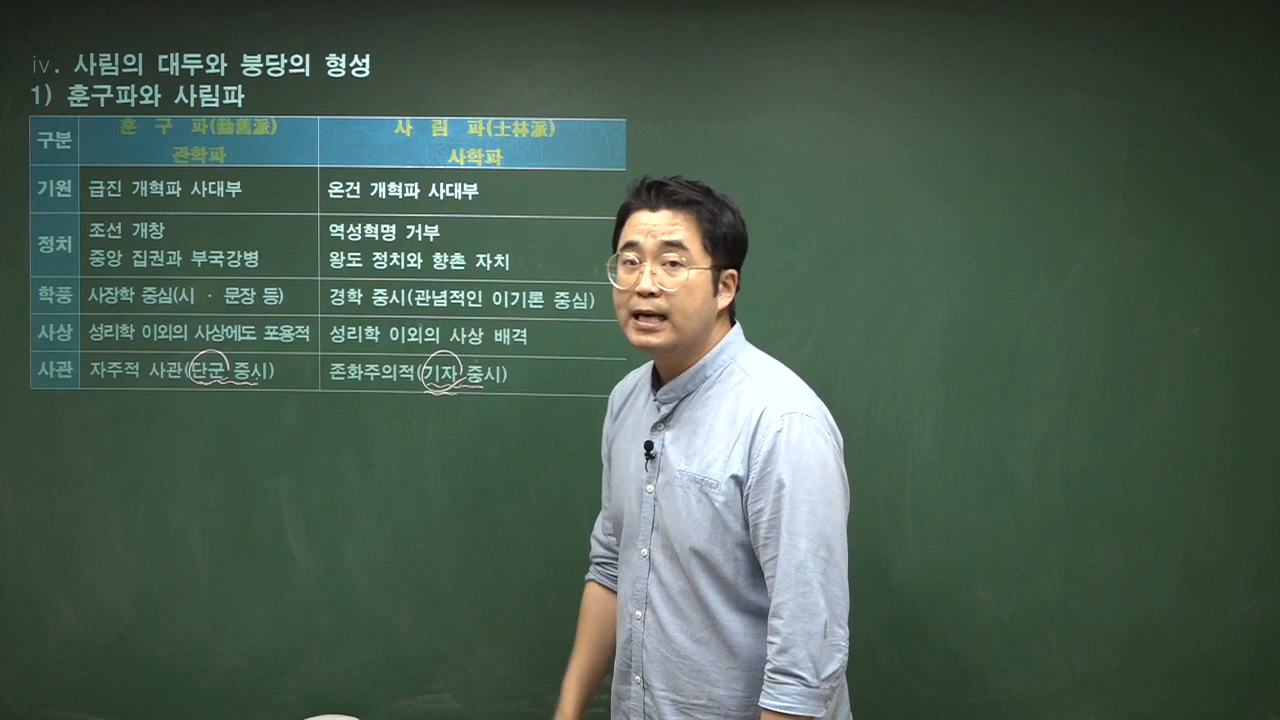 iv. 사림의 대두와 붕당의 형성
1) 훈구파와 사림파
구분 훈 구 파(勳舊派) 사 림 파(士林派)
관학파 사학파
기원 급진 개혁파 사대부 온건 개혁파 사대부
정치 조선 개창 역성혁명 거부
중앙 집권과 부국강병 왕도 정치와 향촌 자치
학풍 사장학 중심(시 · 문장 등) 경학 중시(관념적인 이기론 중심)
사상 성리학 이외의 사상에도 포용적 성리학 이외의 사상 배격
사관 자주적 사관(단군 중시) 존화주의적(기자 중시)